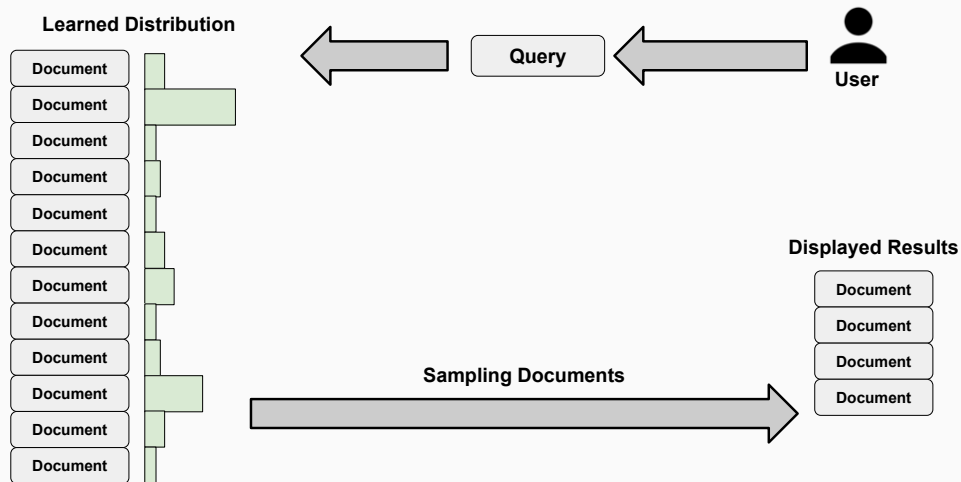 Learned Distribution
Query
User
Document
Document
Document
Document
Document
Document
Document
Document
Document
Document
Document
Document
Displayed Results
Document
Document
Document
Document
Sampling Documents